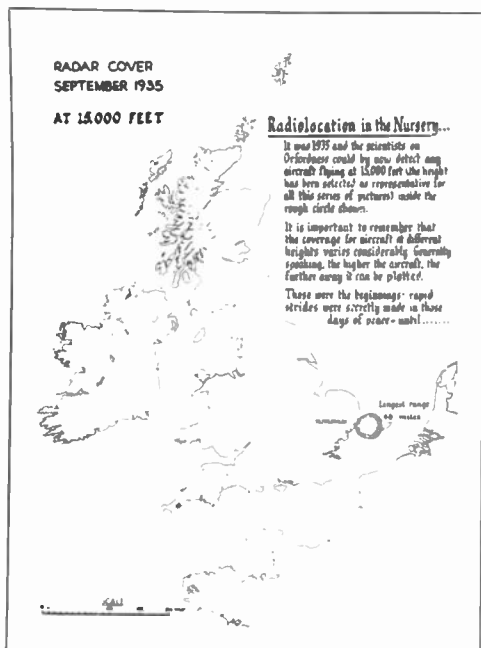 RADAR COVER
SEPTEMBER 1935
AT 15,000 FEET
Radiolocation in the Nursery...
It was 1935 and the scientists on
Orfordness could by now detect any
aircraft flying at 15,000 feet (the height
has been selected as representative for
all this series of pictures) inside the
rough circle shown.
It is important to remember that
the coverage for aircraft at different
heights varies considerably. Generally
speaking, the higher the aircraft, the
further away it can be plotted.
These were the beginnings - rapid
strides were secretly made in those
days of peace - until.......
Longest range
miles
SCALE